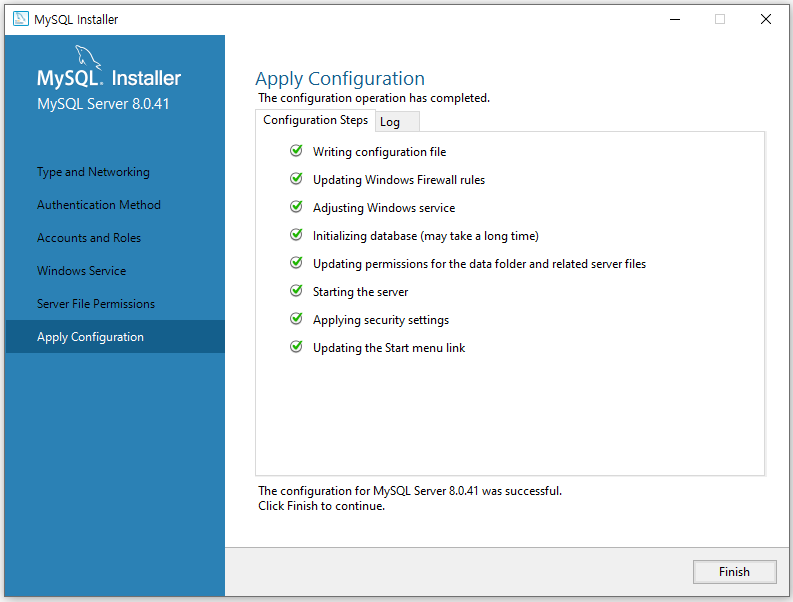 MySQL Installer
MySQL. Installer
MySQL Server 8.0.41
Type and Networking
Authentication Method
Accounts and Roles
Windows Service
Server File Permissions
Apply Configuration
Apply Configuration
The configuration operation has completed.
Configuration Steps Log
Writing configuration file
Updating Windows Firewall rules
Adjusting Windows service
Initializing database (may take a long time)
Updating permissions for the data folder and related server files
Starting the server
Applying security settings
Updating the Start menu link
The configuration for MySQL Server 8.0.41 was successful.
Click Finish to continue.
Finish